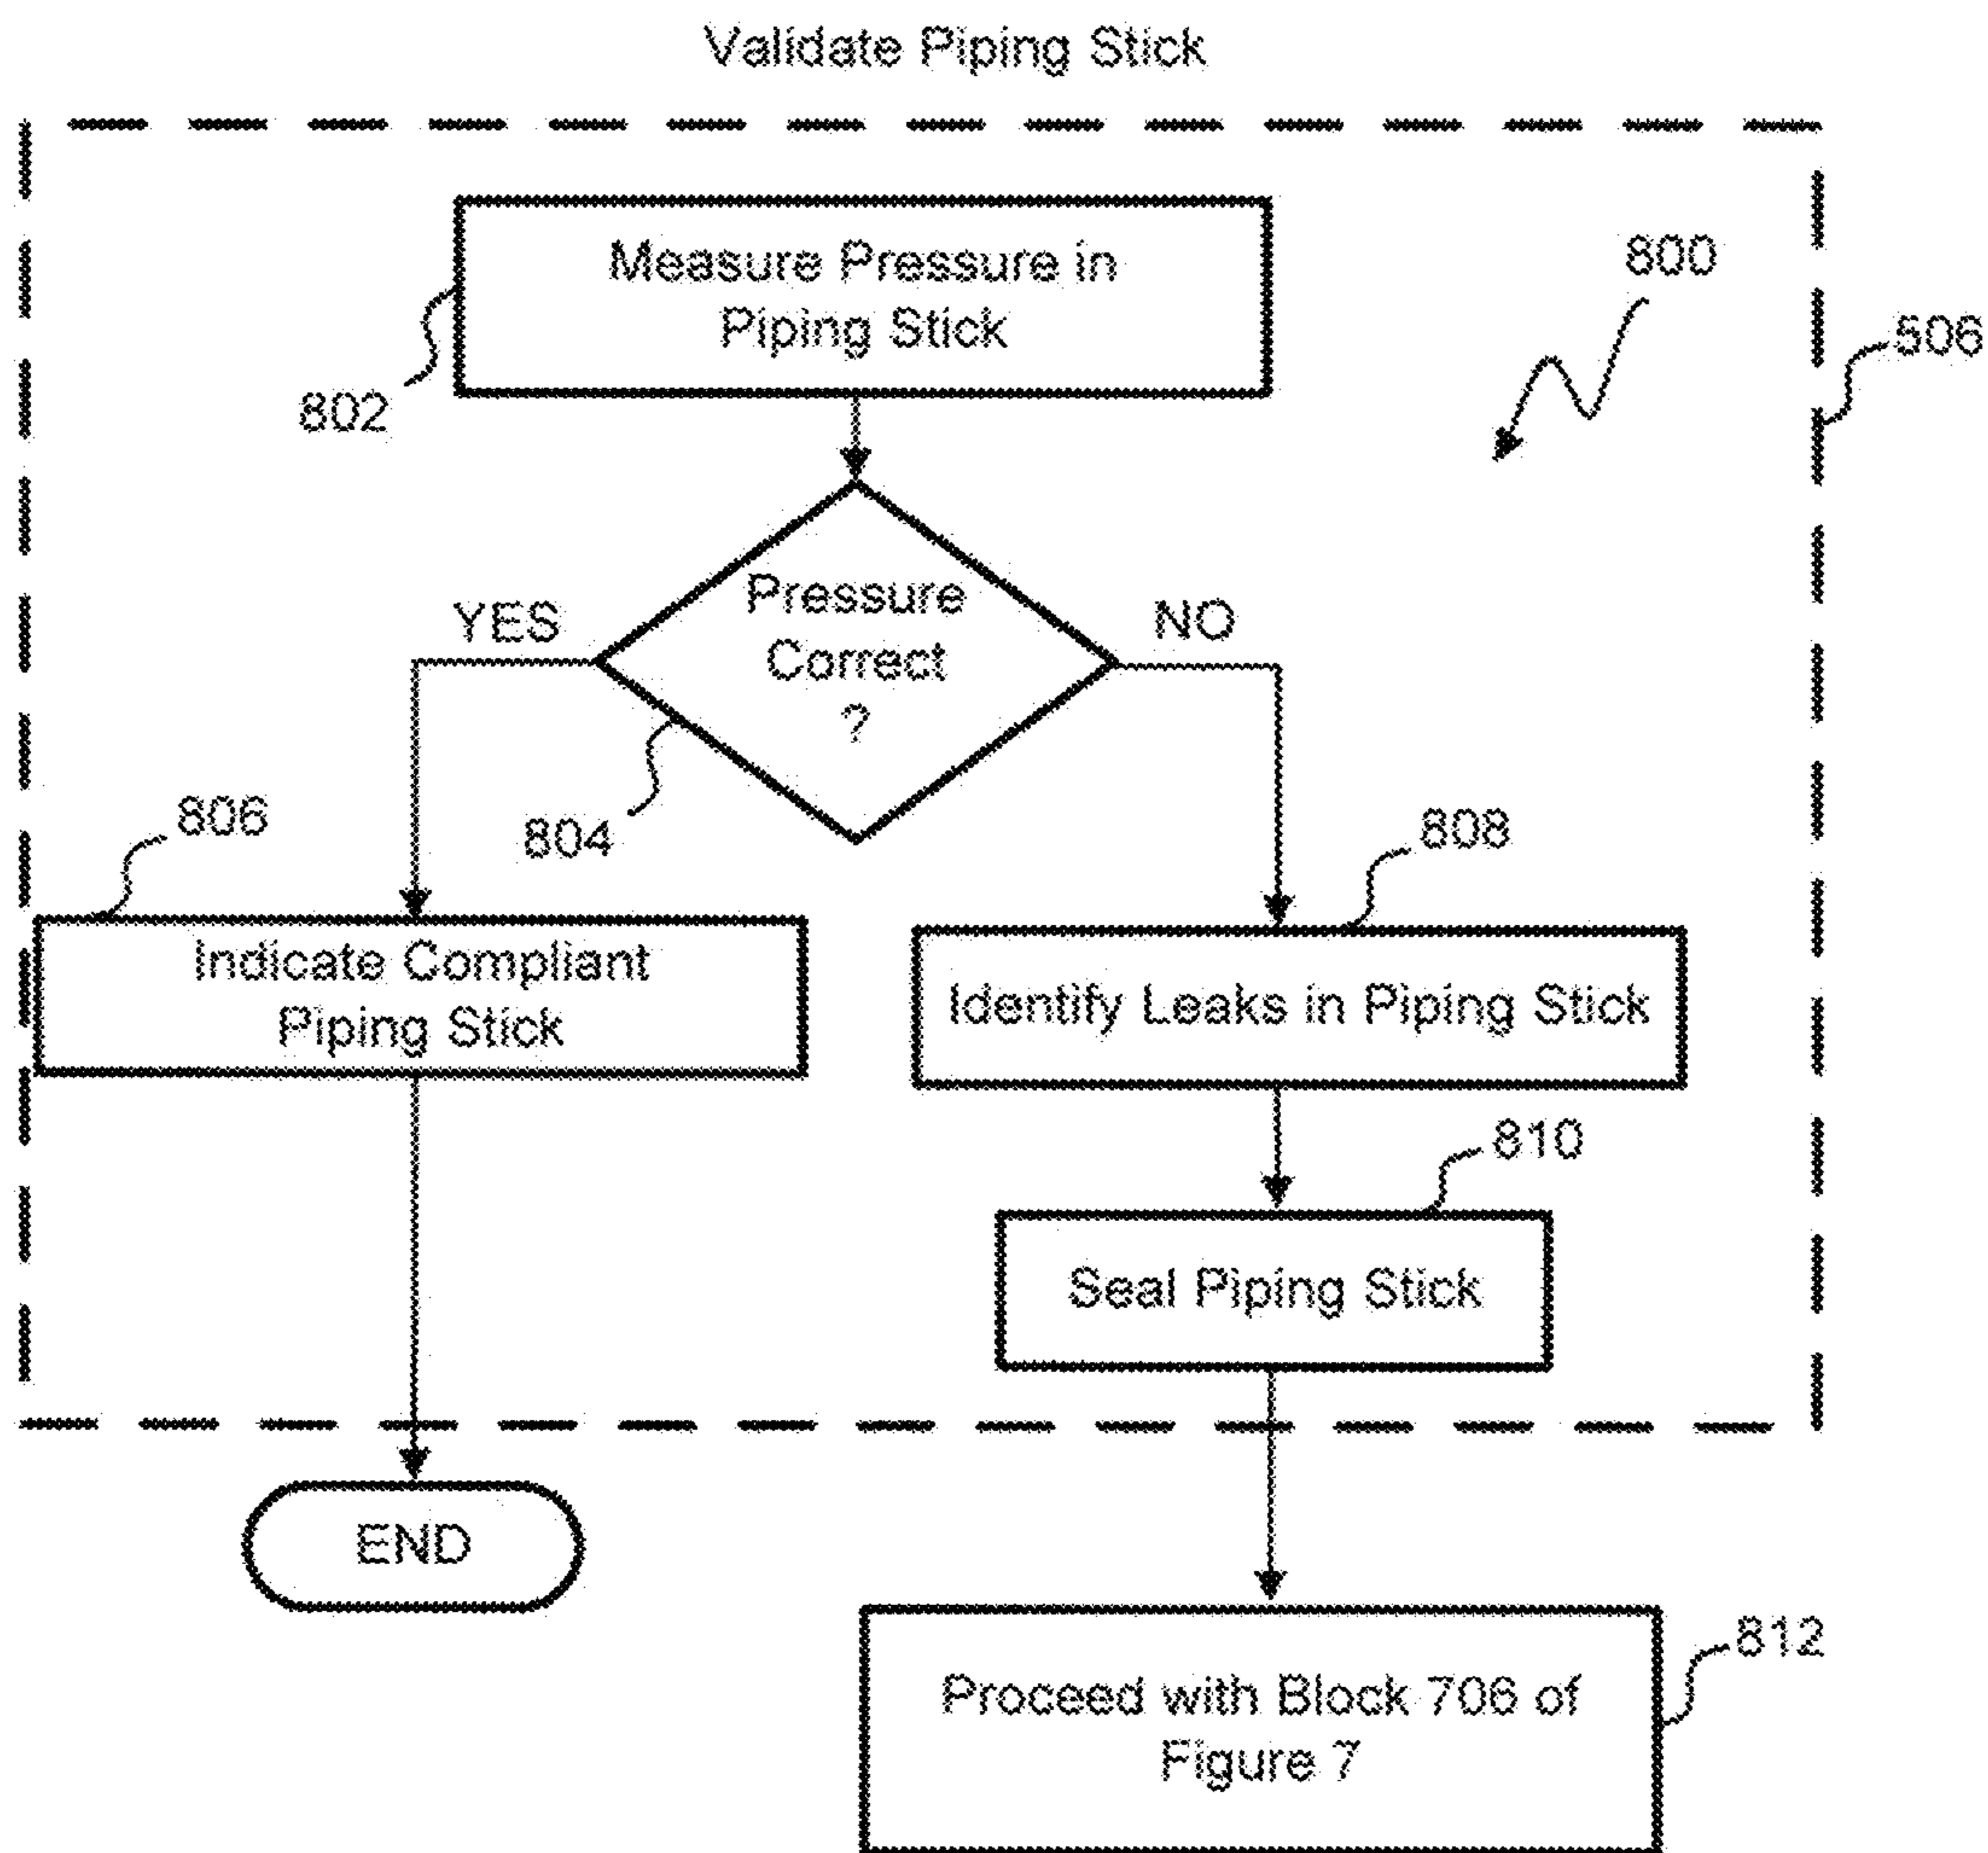 Validate Piping Stick
Measure Pressure in
Piping Stick
800
506
802
Pressure
Correct
?
YES
NO
804
806
808
Indicate Compliant
Piping Stick
Identify Leaks in Piping Stick
810
Seal Piping Stick
END
812
Proceed with Block 706 of
Figure 7